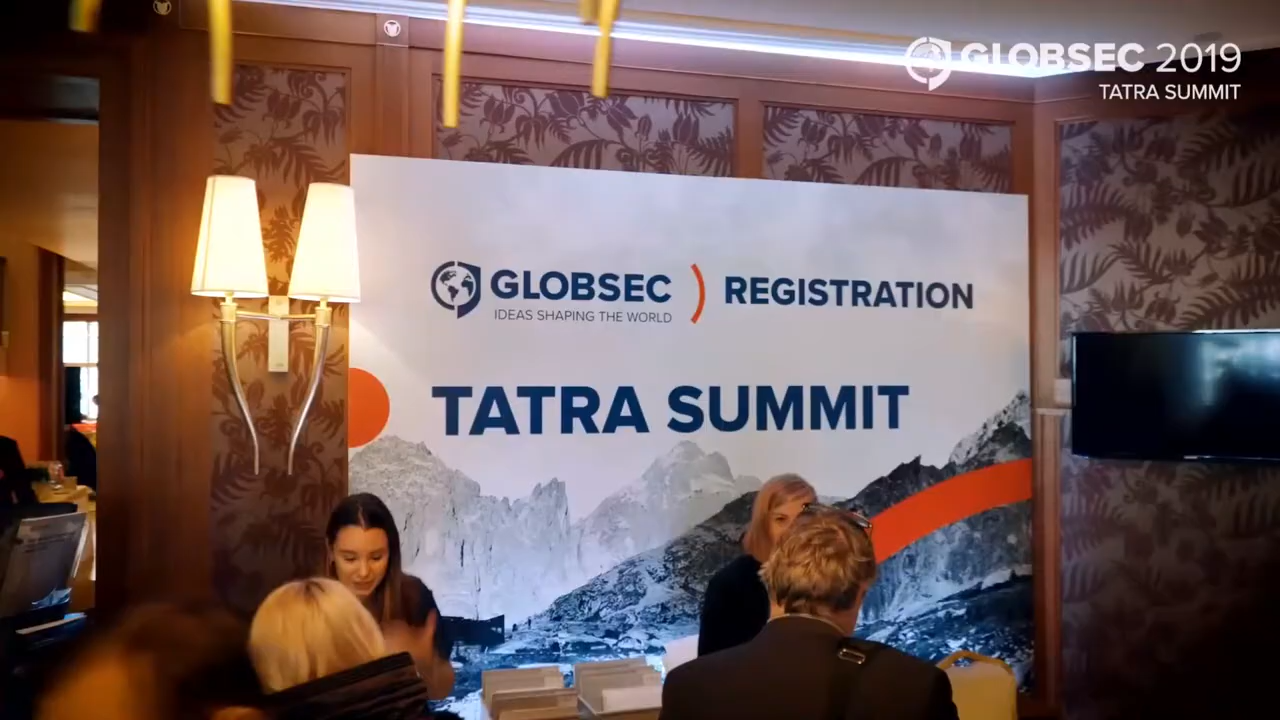 GLOBSEC 2019
TATRA SUMMIT
GLOBSEC ) REGISTRATION
IDEAS SHAPING THE WORLD
TATRA SUMMIT